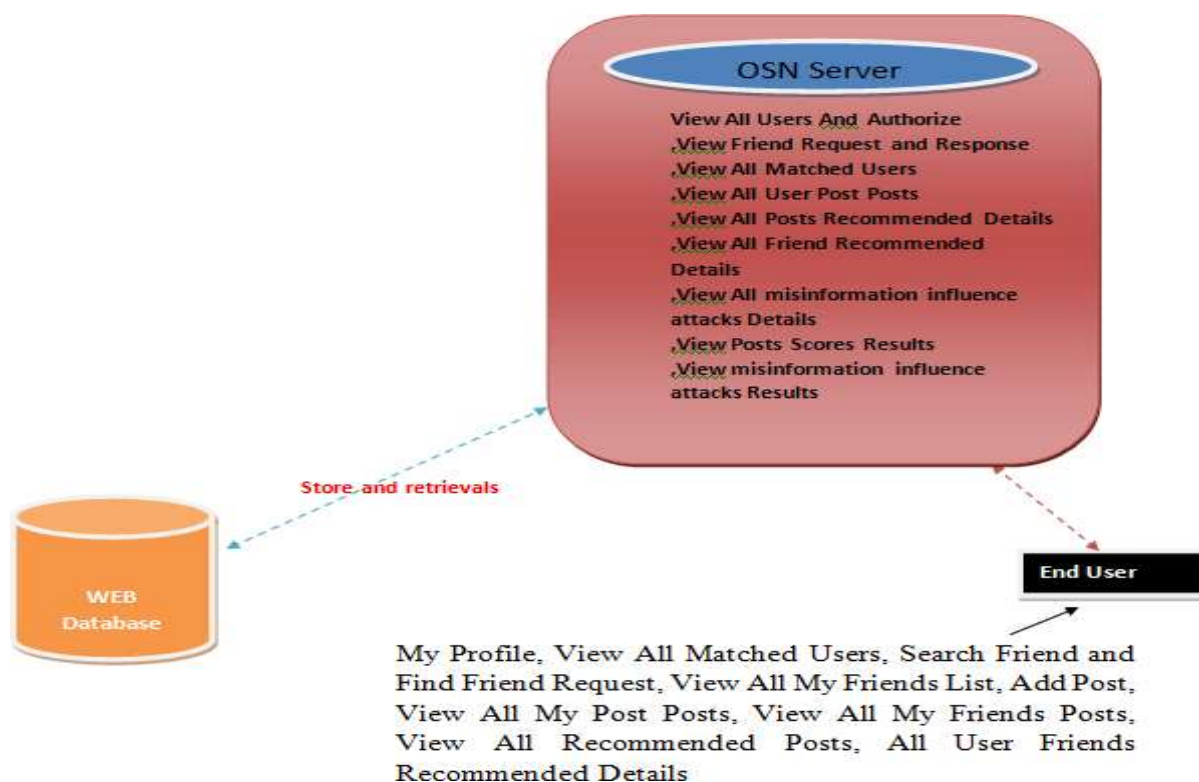 OSN Server
View All Users And Authorize
,View Friend Request and Response
,View All Matched Users
,View All User Post Posts
,View All Posts Recommended Details
,View All Friend Recommended
Details
,View All misinformation influence
attacks Details
,View Posts Scores Results
,View misinformation influence
attacks Results
Store and retrievals
WEB
Database
End User
My Profile, View All Matched Users, Search Friend and
Find Friend Request, View All My Friends List, Add Post,
View All My Post Posts, View All My Friends Posts,
View All Recommended Posts, All User Friends
Recommended Details